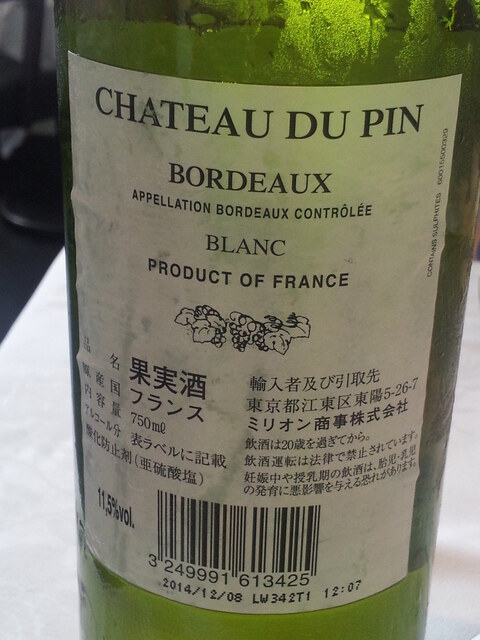 CHATEAU DU PIN
BORDEAUX
APPELLATION BORDEAUX CONTRÔLÉE
BLANC
PRODUCT OF FRANCE
CONTAINS SULPHITES
品名 果実酒
原産国 フランス
内容量 750mℓ
アルコール分 表ラベルに記載
酸化防止剤(亜硫酸塩)
輸入者及び引取先
東京都江東区東陽5-26-7
ミリオン商事株式会社
飲酒は20歳を過ぎてから。
飲酒運転は法律で禁止されています。
妊娠中や授乳期の飲酒は、胎児・乳児
の発育に悪影響を与える恐れがあります。
11,5%vol.
3 249991 613425
2014/12/08 LW342T1 12:07